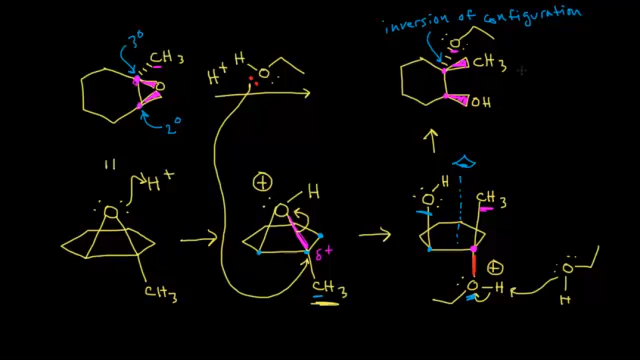 inversion of configuration
3°
CH3
O
2°
H+
H
O
O
CH3
OH
=
H+
O
CH3
+
H
O
δ+
CH3
H
O
CH3
+
O
H
O
H